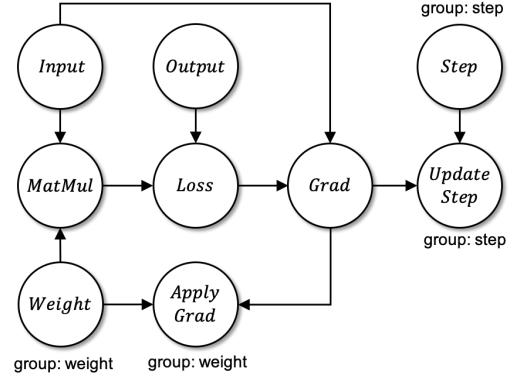 group: step
Input
Output
Step
MatMul
Loss
Grad
Update
Step
group: step
Weight
Apply
Grad
group: weight
group: weight